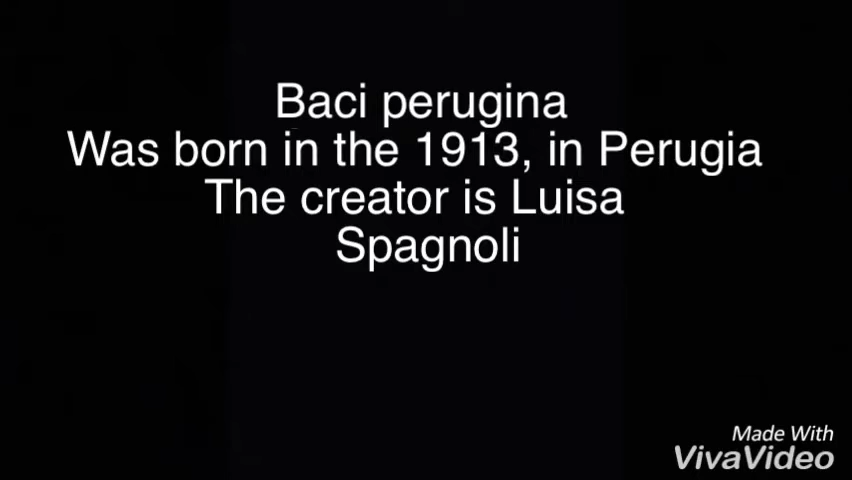 Baci perugina
Was born in the 1913, in Perugia
The creator is Luisa
Spagnoli
Made With
VivaVideo